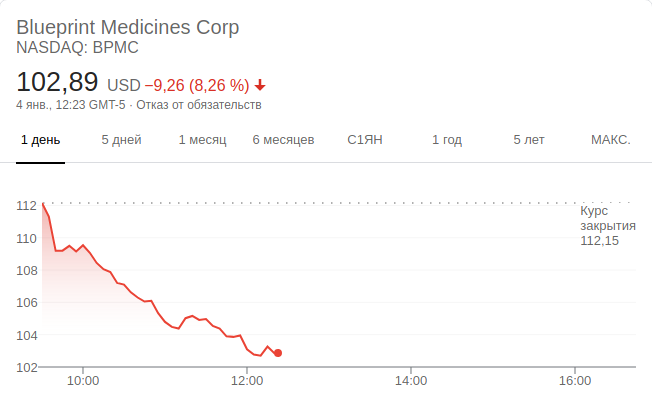 Blueprint Medicines Corp
NASDAQ: BPMC
102,89 USD −9,26 (8,26 %)
4 янв., 12:23 GMT-5 · Отказ от обязательств
1 день 5 дней 1 месяц 6 месяцев С1ЯН 1 год 5 лет МАКС.
112
110
108
106
104
102
Курс
закрытия
112,15
10:00 12:00 14:00 16:00